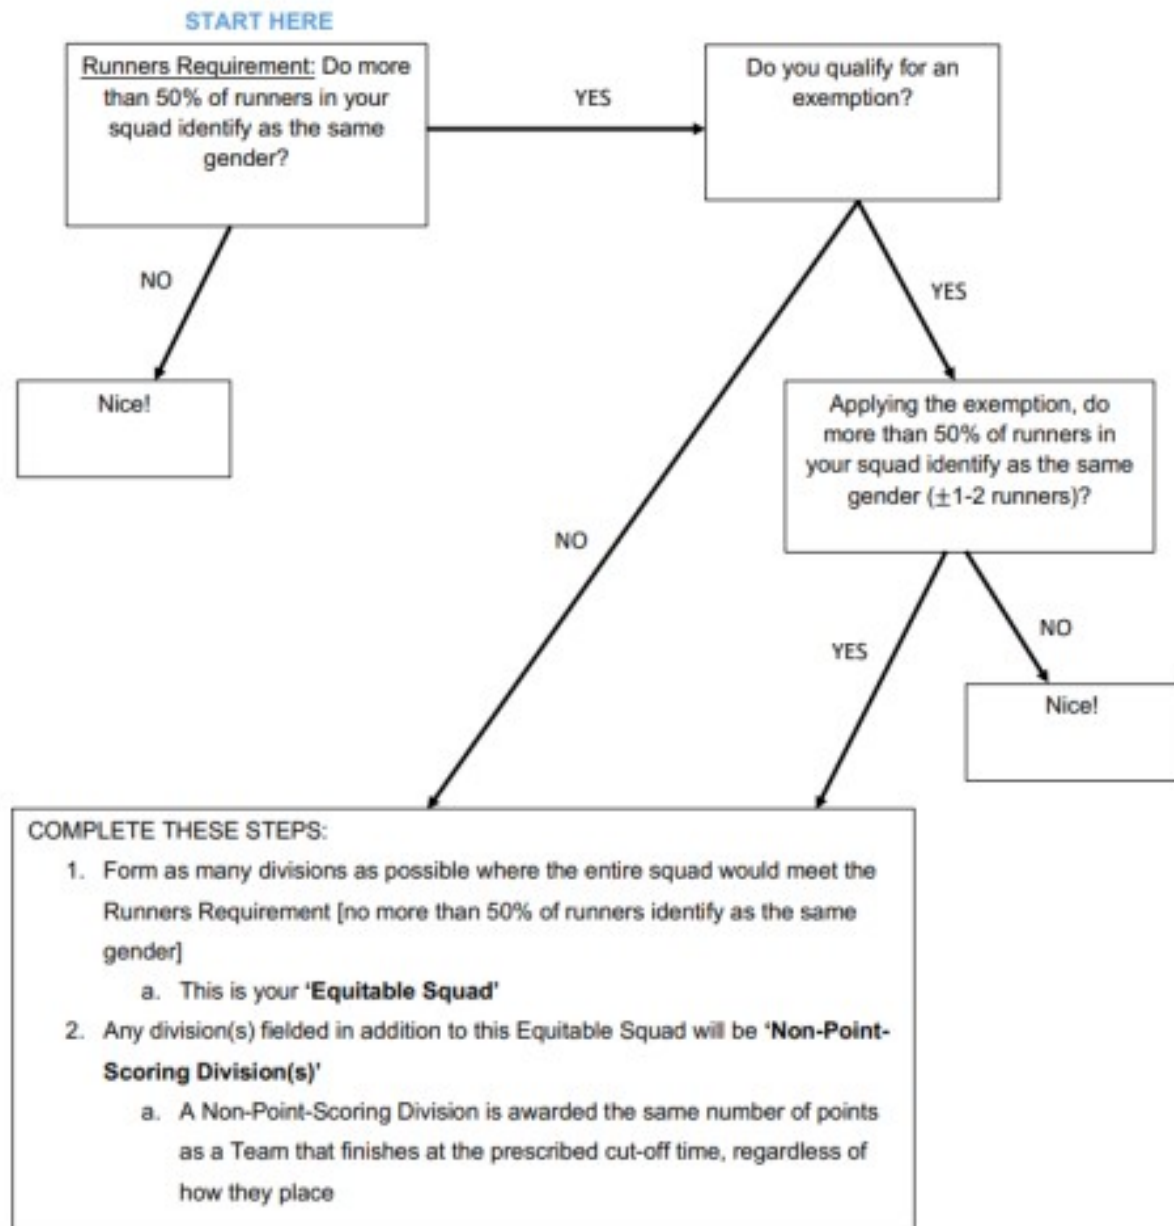 START HERE
Runners Requirement: Do more
than 50% of runners in your
squad identify as the same
gender?
YES
Do you qualify for an
exemption?
NO
YES
Nice!
Applying the exemption, do
more than 50% of runners in
your squad identify as the same
gender (±1-2 runners)?
NO
YES
NO
Nice!
COMPLETE THESE STEPS:
1. Form as many divisions as possible where the entire squad would meet the
Runners Requirement [no more than 50% of runners identify as the same
gender]
a. This is your ‘Equitable Squad’
2. Any division(s) fielded in addition to this Equitable Squad will be ‘Non-Point-
Scoring Division(s)’
a. A Non-Point-Scoring Division is awarded the same number of points
as a Team that finishes at the prescribed cut-off time, regardless of
how they place